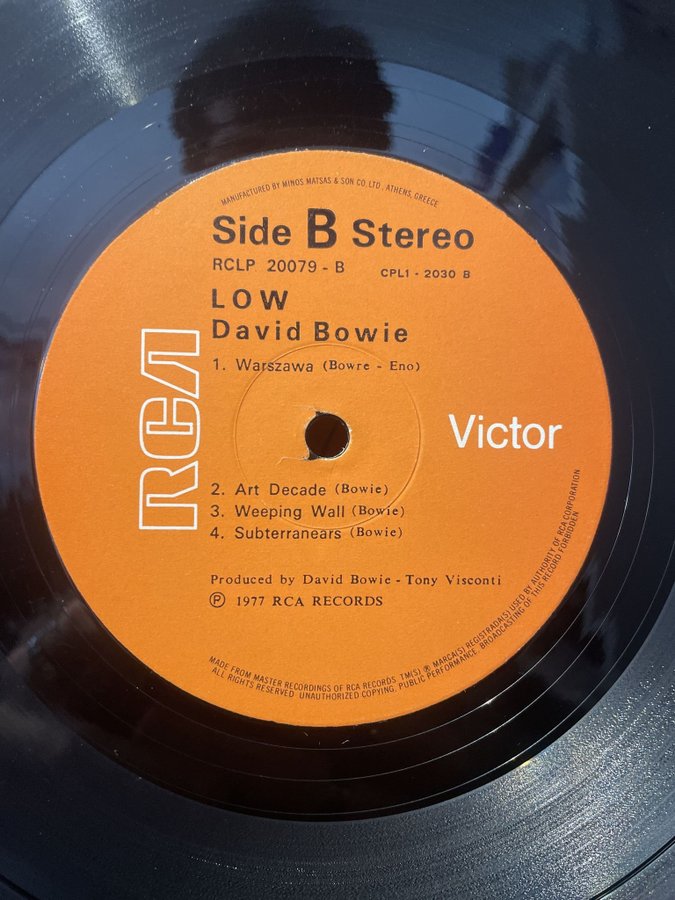 MANUFACTURED BY MINOS MATSAS & SON CO. LTD., ATHENS, GREECE
Side B Stereo
RCLP 20079 - B CPL1 - 2030 B
LOW
David Bowie
1. Warszawa (Bowre - Eno)
RCA
Victor
2. Art Decade (Bowie)
3. Weeping Wall (Bowie)
4. Subterranears (Bowie)
Produced by David Bowie - Tony Visconti
Ⓟ 1977 RCA RECORDS
MADE FROM MASTER RECORDINGS OF RCA RECORDS TM(S) ® MARCA(S) REGISTRADA(S) USED BY AUTHORITY OF RCA CORPORATION
ALL RIGHTS RESERVED UNAUTHORIZED COPYING, PUBLIC PERFORMANCE, BROADCASTING OF THIS RECORD FORBIDDEN